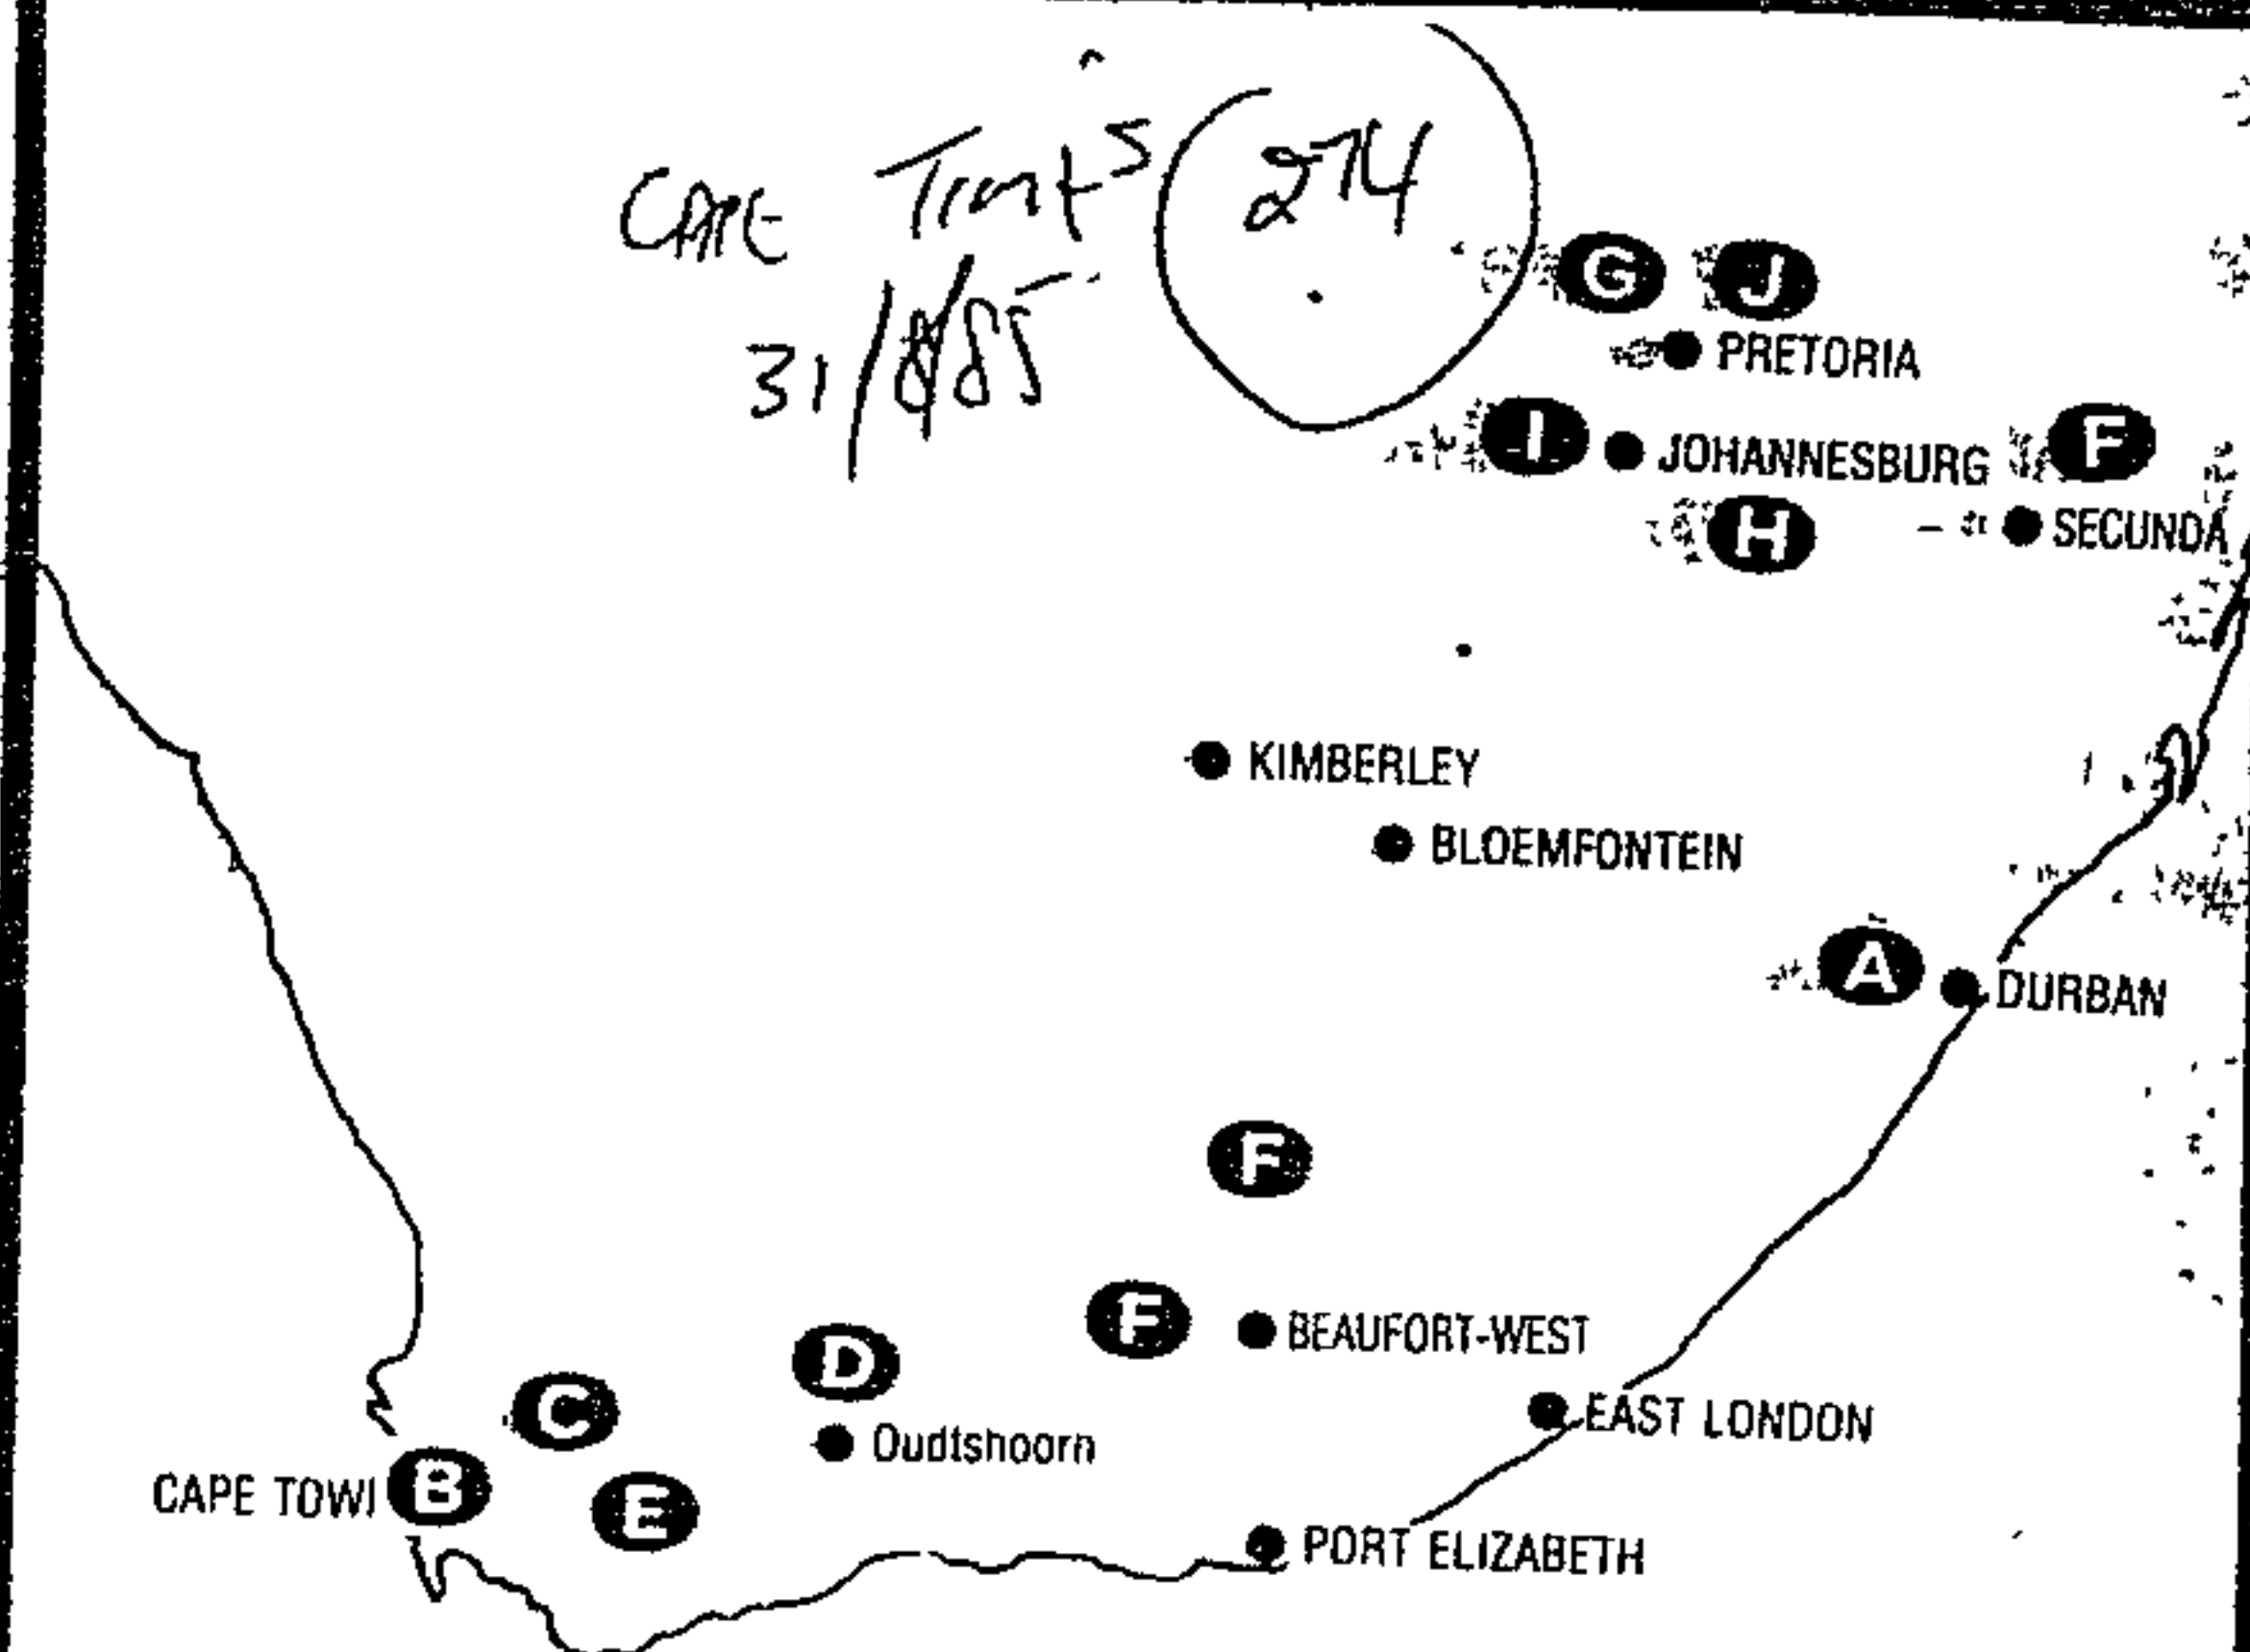 CAPE TIMES
274
31/8/85
G J
PRETORIA
I JOHANNESBURG F
H SECUNDA
KIMBERLEY
BLOEMFONTEIN
A DURBAN
F
F BEAUFORT-WEST
D
C EAST LONDON
Oudtshoorn
CAPE TOW B E
PORT ELIZABETH